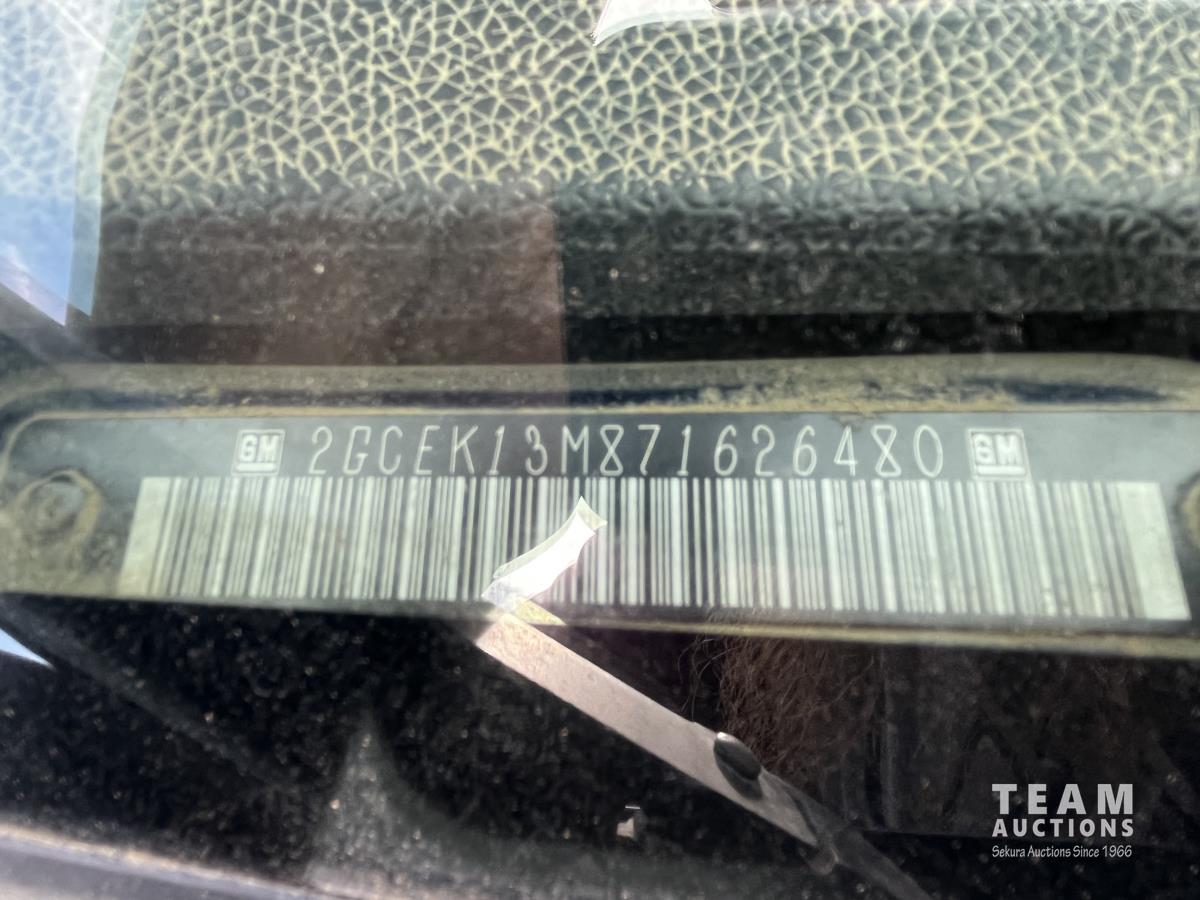 GM 2GCEK13M871626480 GM
TEAM
AUCTIONS
Sekura Auctions Since 1966